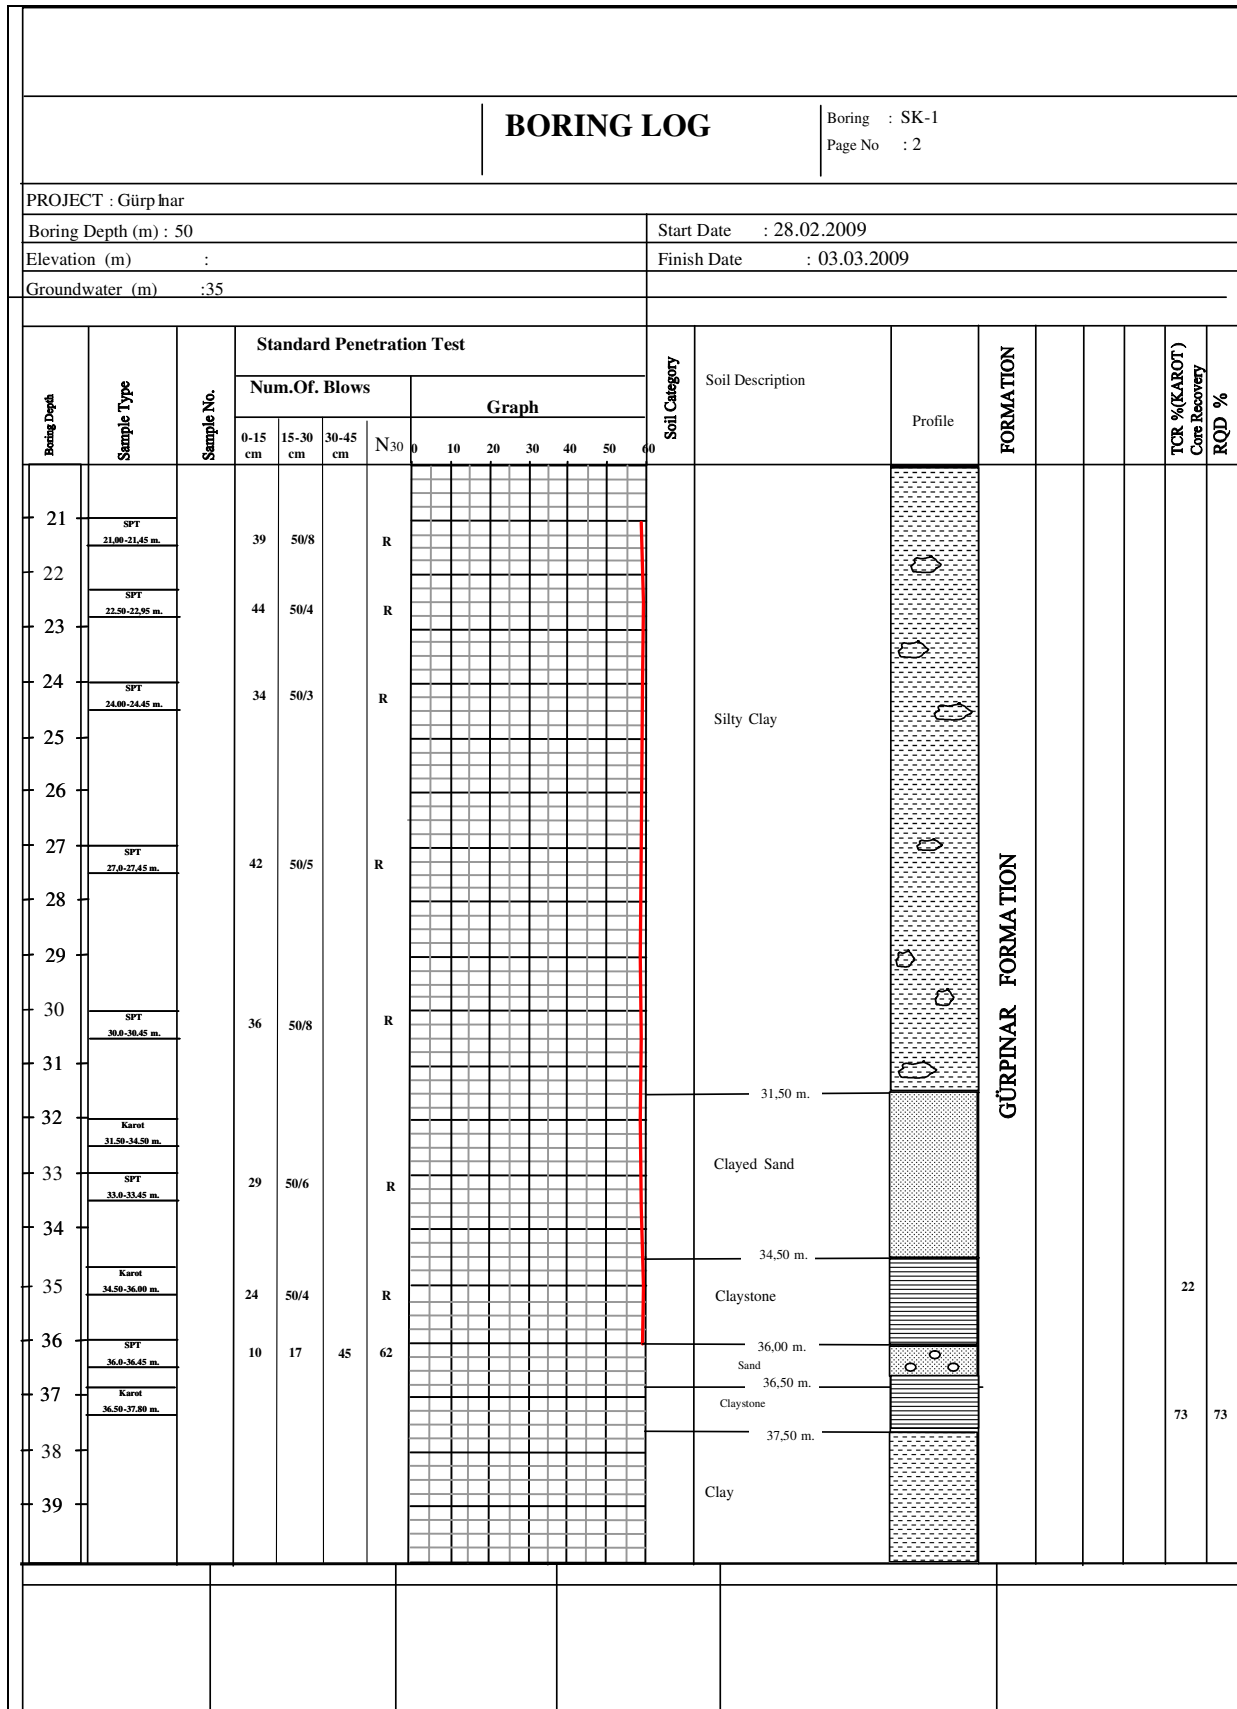 BORING LOG
Boring : SK-1
Page No : 2
PROJECT : Gürpınar
Boring Depth (m) : 50
Start Date : 28.02.2009
Elevation (m) :
Finish Date : 03.03.2009
Groundwater (m) :35
Boring Depth
Sample Type
Sample No.
Standard Penetration Test
Num.Of. Blows
Graph
0-15 cm
15-30 cm
30-45 cm
N30
0 10 20 30 40 50 60
Soil Category
Soil Description
Profile
FORMATION
TCR %(KAROT)
Core Recovery
RQD %
21
SPT
21,00-21,45 m.
39 50/8 R
22
SPT
22.50-22,95 m.
44 50/4 R
23
24
SPT
24.00-24.45 m.
34 50/3 R
Silty Clay
25
26
27
SPT
27,0-27,45 m.
42 50/5 R
28
29
GÜRPINAR FORMATION
30
SPT
30.0-30.45 m.
36 50/8 R
31
31,50 m.
32
Karot
31.50-34.50 m.
Clayed Sand
33
SPT
33.0-33.45 m.
29 50/6 R
34
34,50 m.
Karot
34.50-36.00 m.
35
24 50/4 R
Claystone
22
36
SPT
36.0-36.45 m.
10 17 45 62
36,00 m.
Sand
36,50 m.
37
Karot
36.50-37.80 m.
Claystone
73 73
37,50 m.
38
Clay
39